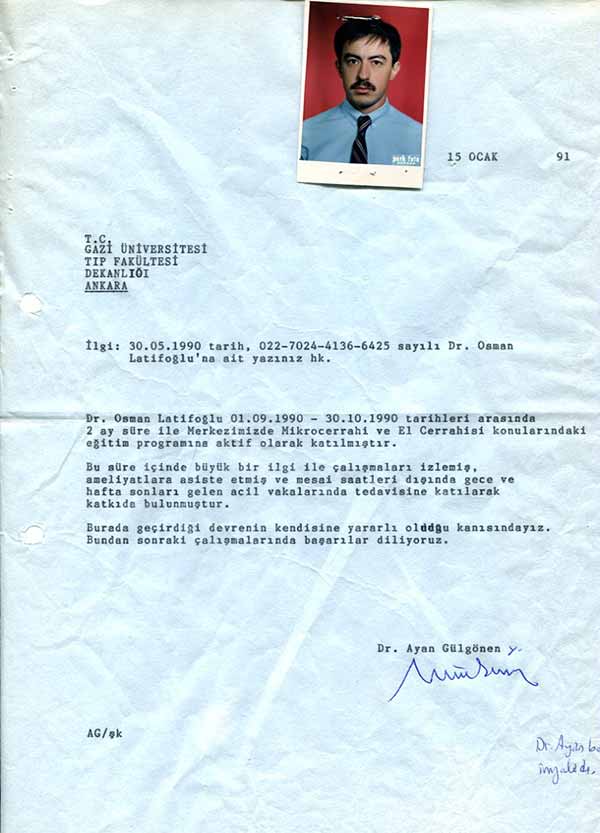 park foto
15 OCAK 91
T.C.
GAZİ ÜNİVERSİTESİ
TIP FAKÜLTESİ
DEKANLIĞI
ANKARA
İlgi: 30.05.1990 tarih, 022-7024-4136-6425 sayılı Dr. Osman
Latifoğlu'na ait yazınız hk.
Dr. Osman Latifoğlu 01.09.1990 - 30.10.1990 tarihleri arasında
2 ay süre ile Merkezimizde Mikrocerrahi ve El Cerrahisi konularındaki
eğitim programına aktif olarak katılmıştır.
Bu süre içinde büyük bir ilgi ile çalışmaları izlemiş,
ameliyatlara asiste etmiş ve mesai saatleri dışında gece ve
hafta sonları gelen acil vakalarında tedavisine katılarak
katkıda bulunmuştur.
Burada geçirdiği devrenin kendisine yararlı olduğu kanısındayız.
Bundan sonraki çalışmalarında başarılar diliyoruz.
Dr. Ayan Gülgönen y.
AG/şk
Dr. Ayan